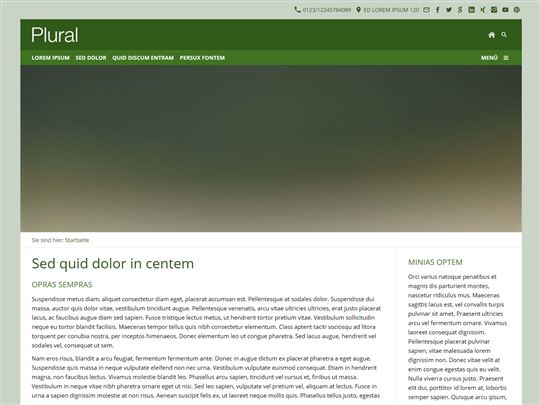 0123/12245784089 ED LOREM IPSUM 120
Plural
LOREM IPSUM SED DOLOR QUID DISCUM ENTRAM PERSUX FONTEM MENÜ
Sie sind hier: Startseite
Sed quid dolor in centem
OPRAS SEMPRAS
Suspendisse metus diam, aliquet consectetur diam eget, placerat accumsan est. Pellentesque at sodales dolor. Suspendisse dui
massa, auctor quis dolor vitae, vestibulum tincidunt augue. Pellentesque venenatis, arcu vitae ultricies ultricies, erat justo placerat
lacus, ac faucibus augue diam sed sapien. Fusce tristique lectus metus, ut hendrerit tortor pretium vitae. Vestibulum sollicitudin
neque eu tortor blandit facilisis. Maecenas tempor tellus quis nibh consectetur elementum. Class aptent taciti sociosqu ad litora
torquent per conubia nostra, per inceptos himenaeos. Donec elementum leo ut congue pharetra. Sed lacus augue, hendrerit vel
sodales vel, consequat ut sem.
Nam eros risus, blandit a arcu feugiat, fermentum fermentum ante. Donec in augue dictum ex placerat pharetra a eget augue.
Suspendisse quis massa in neque vulputate eleifend non nec urna. Vestibulum vulputate euismod consequat. Etiam in hendrerit
magna, non faucibus lectus. Vivamus molestie blandit leo. Phasellus arcu sapien, tincidunt vel cursus et, finibus ut massa.
Vestibulum in neque vitae nibh pharetra ornare eget ut nisi. Sed leo sapien, vulputate vel pretium vel, aliquam at lectus. Fusce in
urna a sapien dignissim molestie at non risus. Aenean suscipit felis ex, ut laoreet neque mollis quis. Phasellus tellus justo, egestas
MINIAS OPTEM
Orci varius natoque penatibus et
magnis dis parturient montes,
nascetur ridiculus mus. Maecenas
sagittis lacus est, vel convallis turpis
pulvinar sit amet. Praesent ultricies
arcu vel fermentum ornare. Vivamus
laoreet consequat dignissim.
Pellentesque placerat pulvinar
sapien, vitae malesuada lorem
dignissim non. Donec vitae velit at
enim congue egestas quis eu velit.
Nulla viverra cursus justo. Praesent
elit dui, porttitor id lorem at, lobortis
semper sapien. Quisque arcu ipsum,